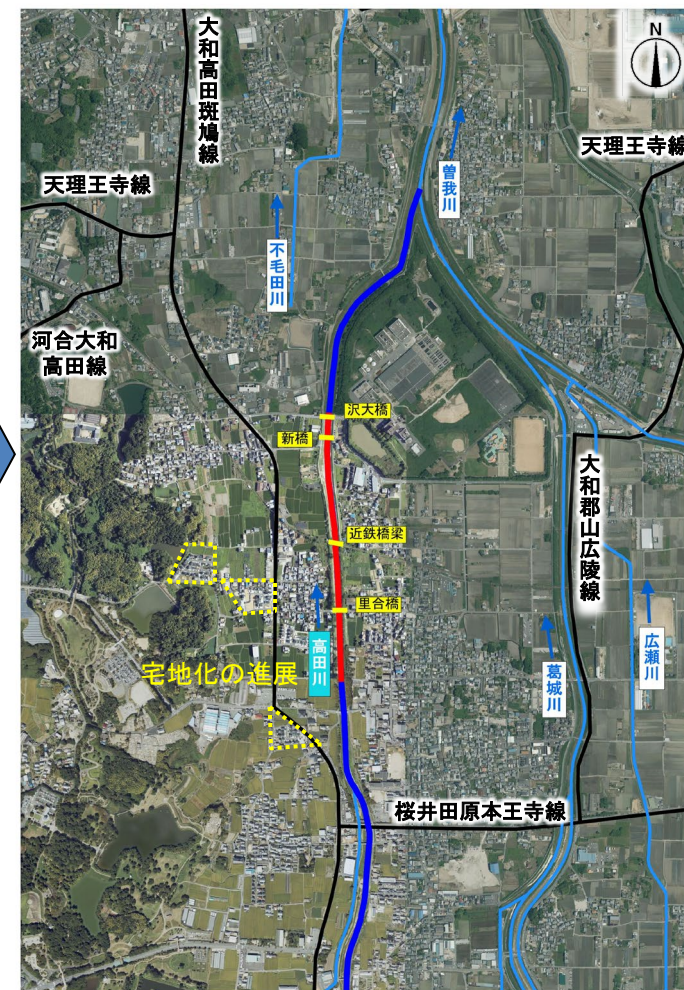 大和高田斑鳩線
N
天理王寺線
天理王寺線
曽我川
不毛田川
河合大和
高田線
沢大橋
新橋
大和郡山広陵線
近鉄橋梁
里合橋
高田川
宅地化の進展
葛城川
広瀬川
桜井田原本王寺線